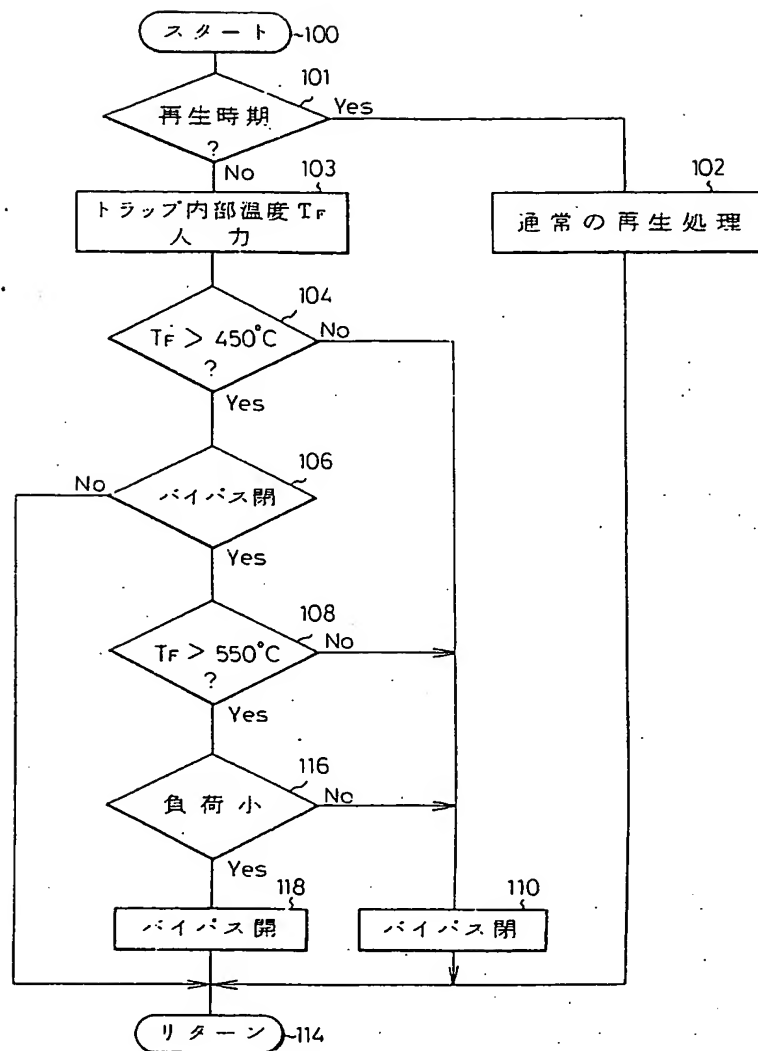 スタート 100
101
再生時期
?
Yes
No
103
トラップ内部温度TF
入力
102
通常の再生処理
104
TF > 450℃
?
No
Yes
106
バイパス閉
No
Yes
108
TF > 550℃
?
No
Yes
116
負荷小
No
Yes
118
バイパス開
110
バイパス閉
リターン 114